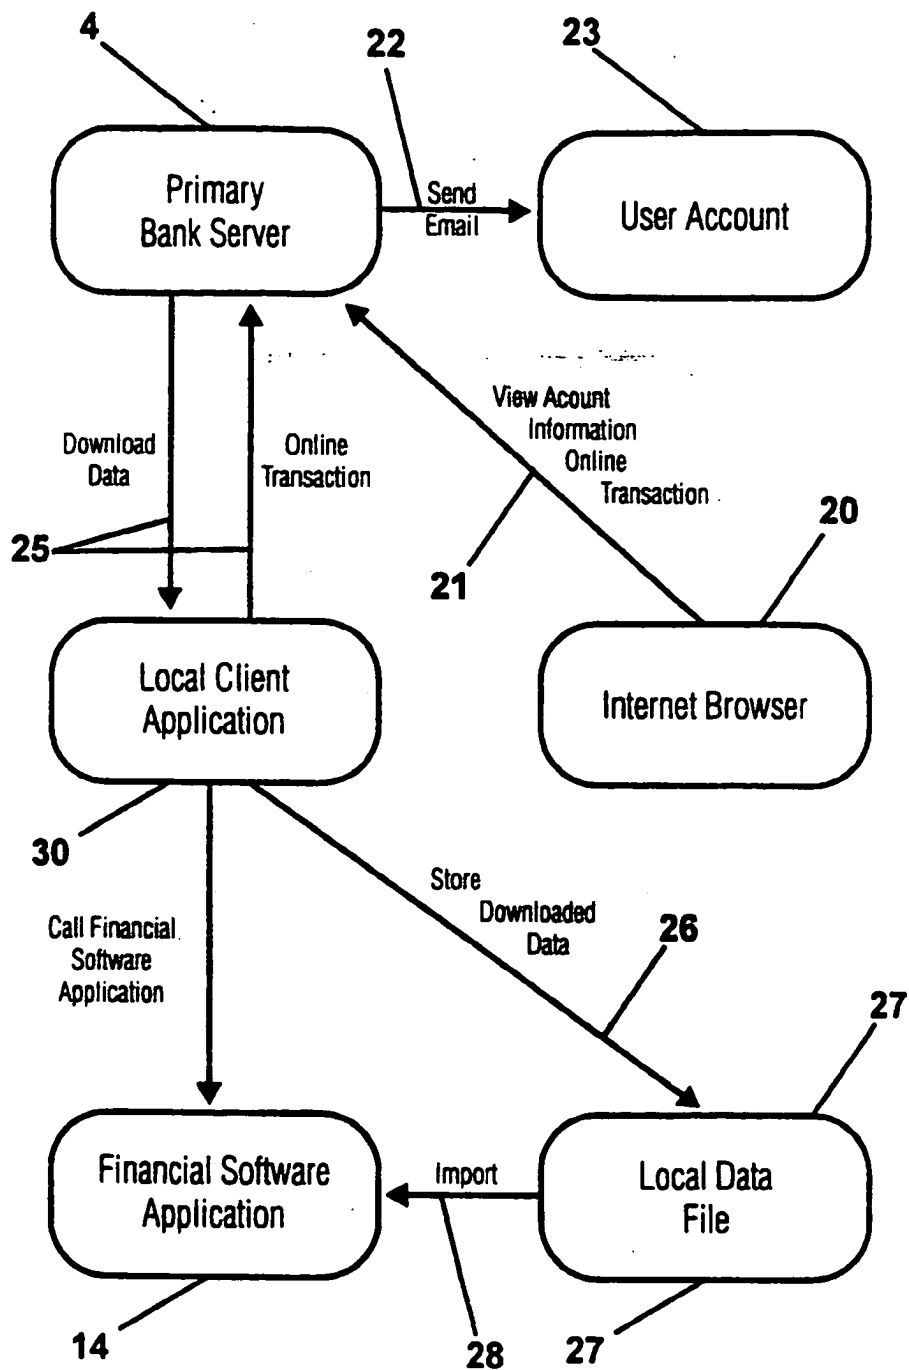 4
22
23
Primary
Bank Server
Send
Email
User Account
View Acount
Information
Online
Transaction
Download
Data
Online
Transaction
25
21
20
Local Client
Application
Internet Browser
30
Store
Downloaded
Data
26
Call Financial
Software
Application
27
Financial Software
Application
Import
Local Data
File
14
28
27